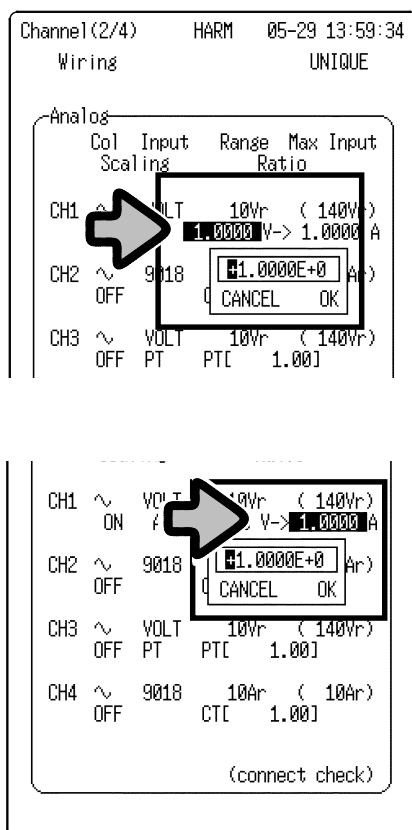 Channel(2/4) HARM 05-29 13:59:34
Wiring UNIQUE
Analog
Col Input Range Max Input
Scaling Ratio
CH1 10Vr ( 140Vr)
1.0000 V-> 1.0000 A
CH2 9018
+1.0000E+0
OFF CANCEL OK
CH3 VOLT 10Vr ( 140Vr)
OFF PT PT[ 1.00]
CH1 10Vr ( 140Vr)
ON V-> 1.0000 A
CH2 9018 +1.0000E+0 Ar)
OFF CANCEL OK
CH3 VOLT 10Vr ( 140Vr)
OFF PT PT[ 1.00]
CH4 9018 10Ar ( 10Ar)
OFF CT[ 1.00]
(connect check)